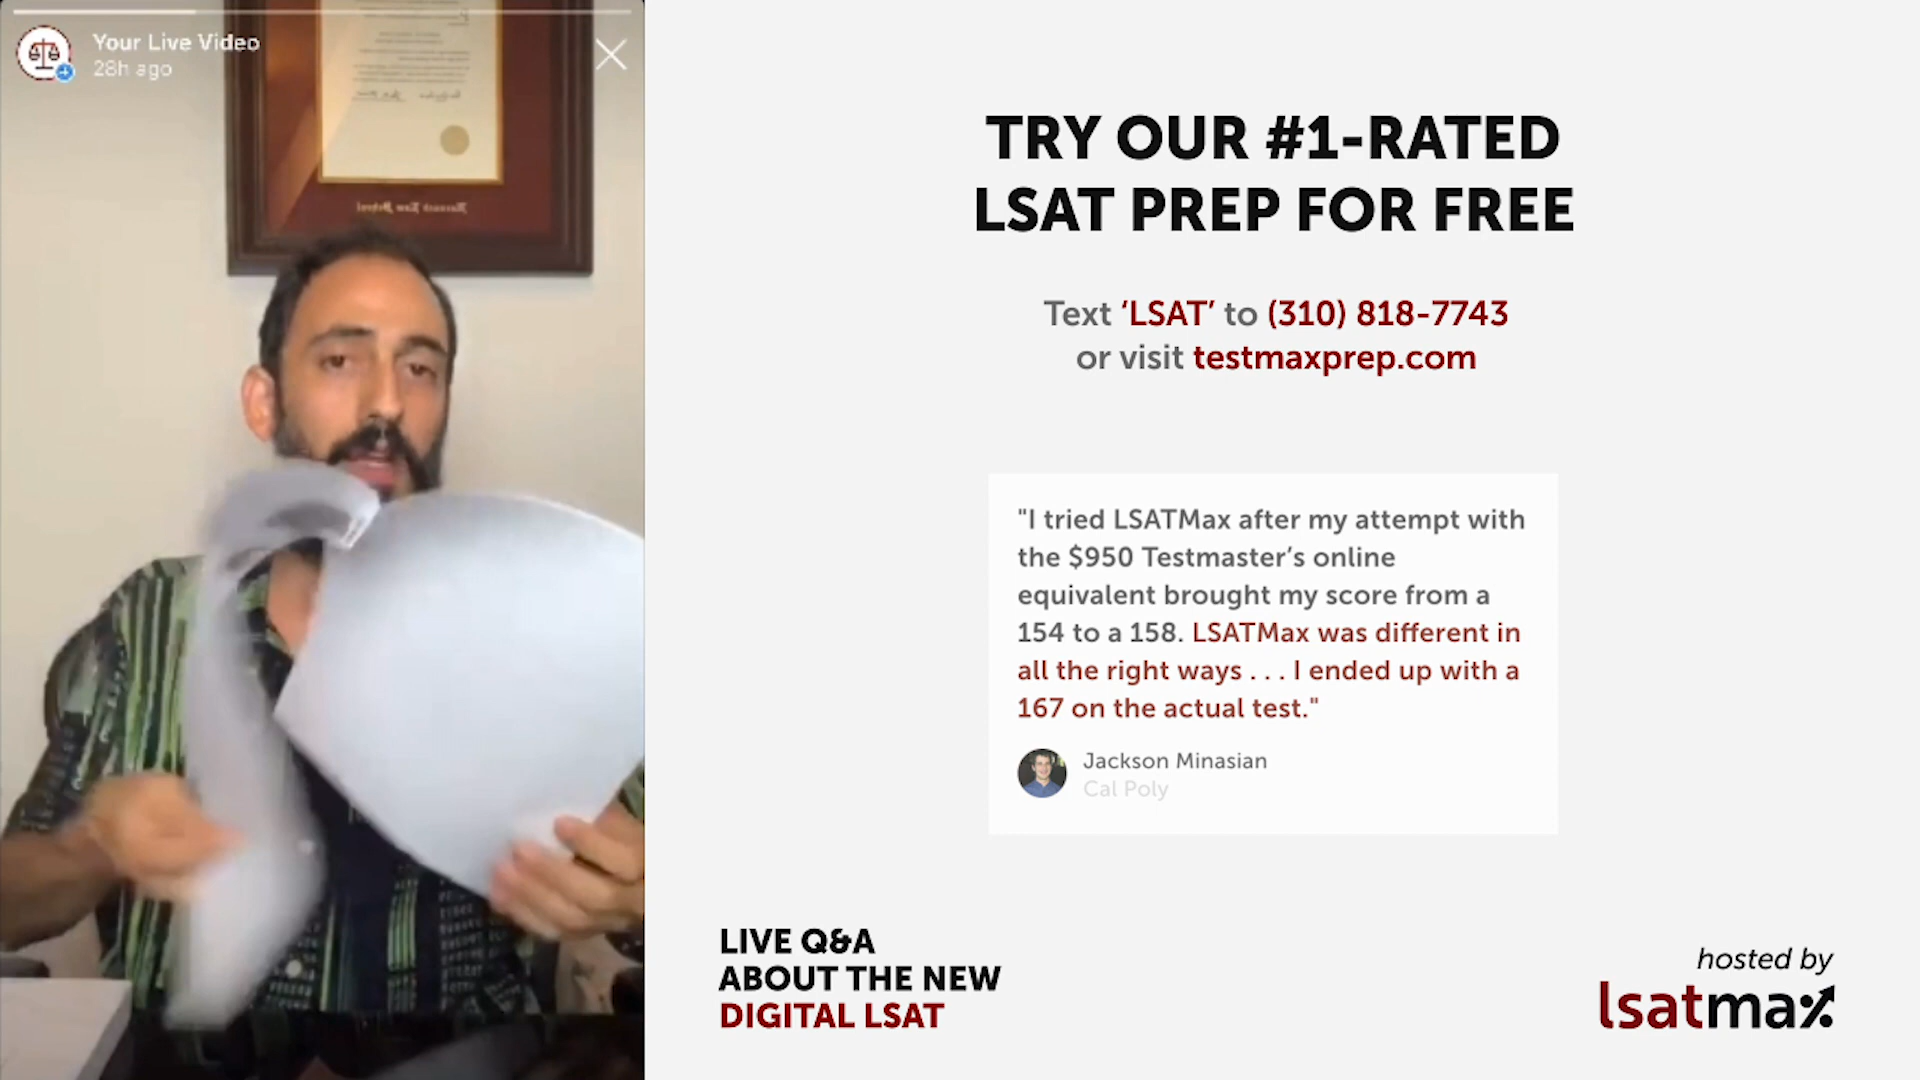 Your Live Video
28h ago
TRY OUR #1-RATED
LSAT PREP FOR FREE
Text ‘LSAT’ to (310) 818-7743
or visit testmaxprep.com
"I tried LSATMax after my attempt with
the $950 Testmaster’s online
equivalent brought my score from a
154 to a 158. LSATMax was different in
all the right ways . . . I ended up with a
167 on the actual test."
Jackson Minasian
Cal Poly
LIVE Q&A
ABOUT THE NEW
DIGITAL LSAT
hosted by
lsatmax